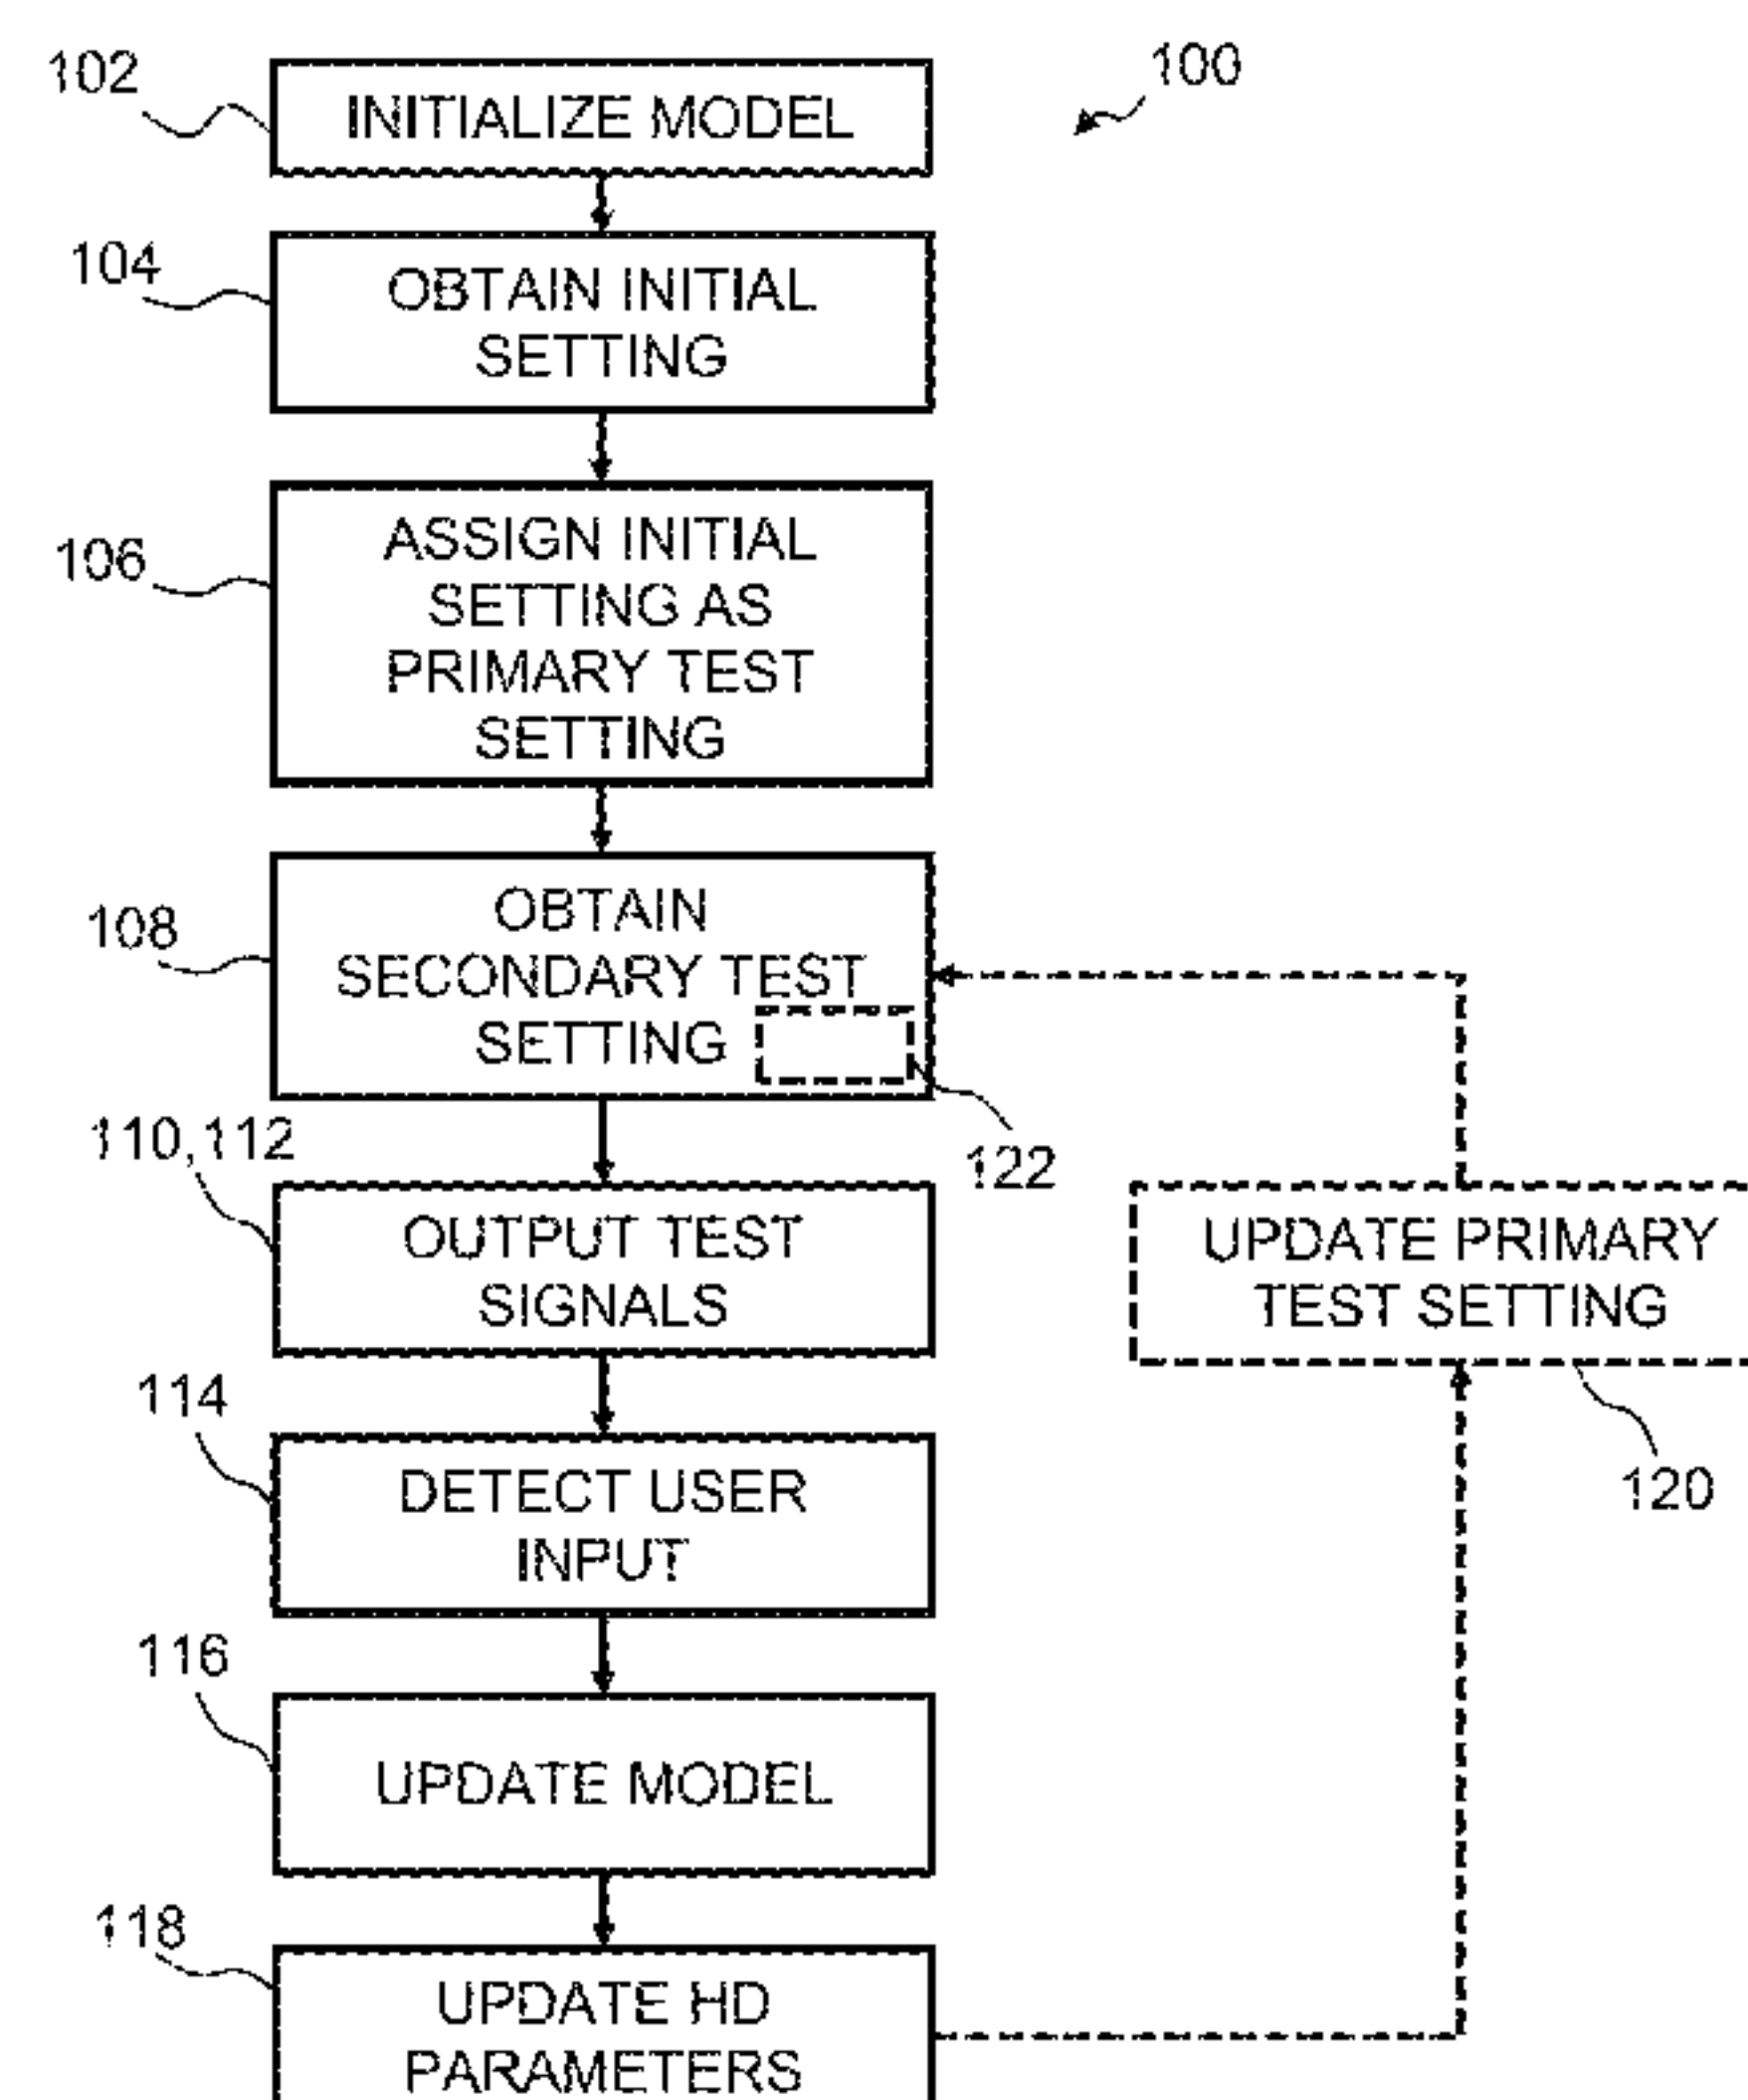 102
INITIALIZE MODEL
100
104
OBTAIN INITIAL
SETTING
106
ASSIGN INITIAL
SETTING AS
PRIMARY TEST
SETTING
108
OBTAIN
SECONDARY TEST
SETTING
122
110,112
OUTPUT TEST
SIGNALS
UPDATE PRIMARY
TEST SETTING
120
114
DETECT USER
INPUT
116
UPDATE MODEL
118
UPDATE HD
PARAMETERS